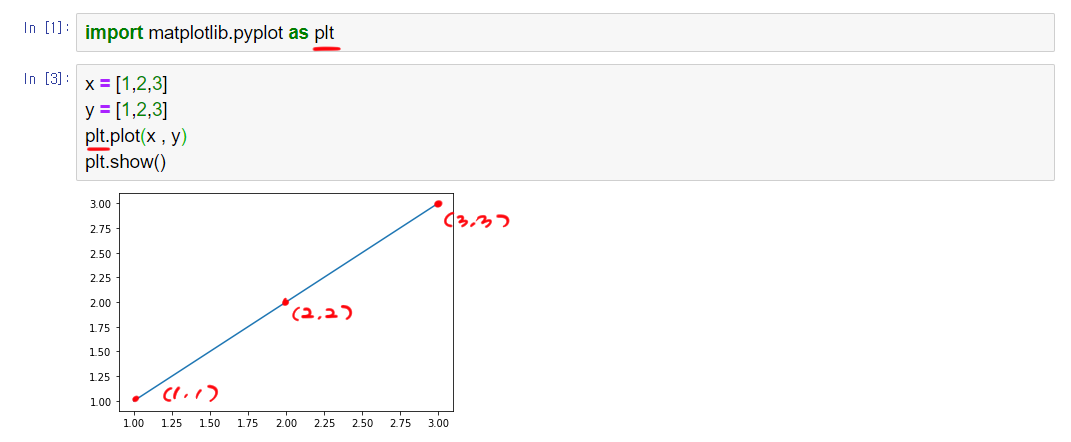 In [1]:
import matplotlib.pyplot as plt
In [3]:
x = [1,2,3]
y = [1,2,3]
plt.plot(x , y)
plt.show()
3.00
(3,3)
2.75
2.50
2.25
2.00
(2,2)
1.75
1.50
1.25
(1,1)
1.00
1.00 1.25 1.50 1.75 2.00 2.25 2.50 2.75 3.00